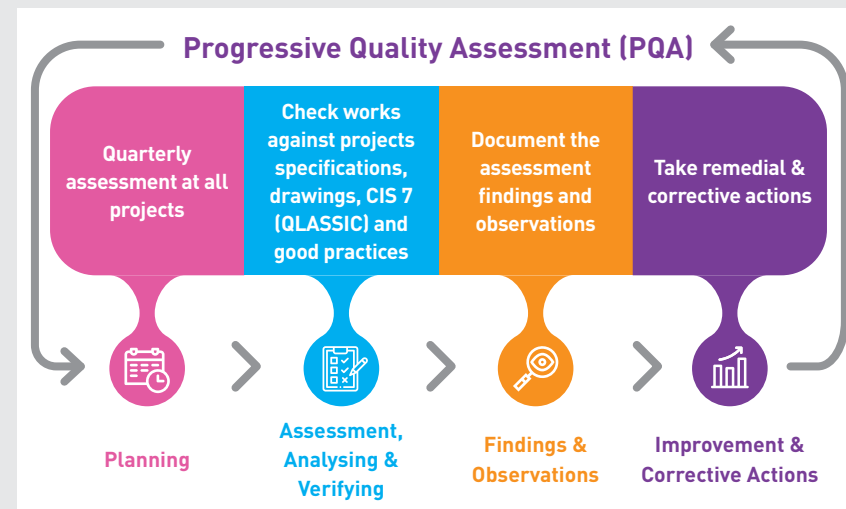 Progressive Quality Assessment (PQA)
Quarterly
assessment at all
projects
Check works
against projects
specifications,
drawings, CIS 7
(QLASSIC) and
good practices
Document the
assessment
findings and
observations
Take remedial &
corrective actions
Planning
Assessment,
Analysing &
Verifying
Findings &
Observations
Improvement &
Corrective Actions